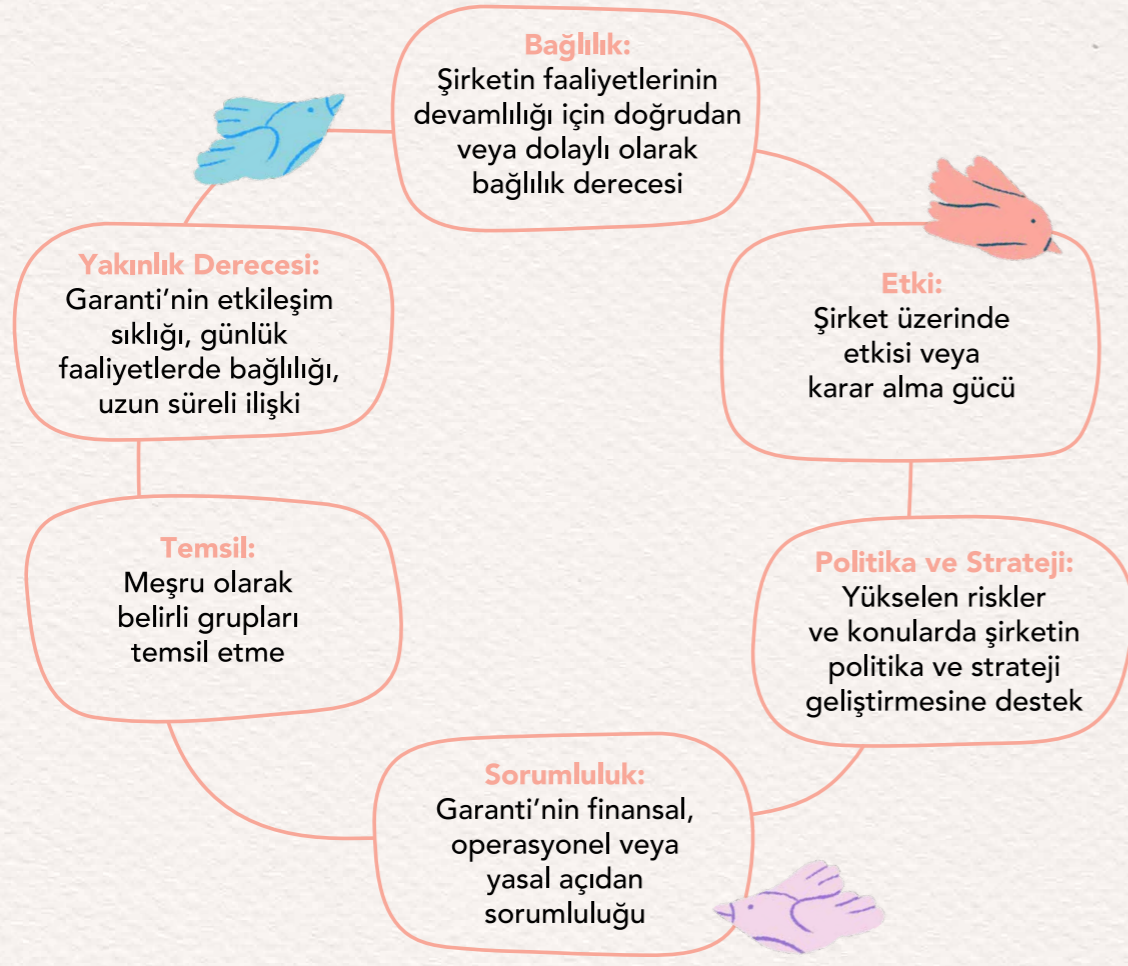 Bağlılık:
Şirketin faaliyetlerinin
devamlılığı için doğrudan
veya dolaylı olarak
bağlılık derecesi
Etki:
Şirket üzerinde
etkisi veya
karar alma gücü
Politika ve Strateji:
Yükselen riskler
ve konularda şirketin
politika ve strateji
geliştirmesine destek
Sorumluluk:
Garanti’nin finansal,
operasyonel veya
yasal açıdan
sorumluluğu
Temsil:
Meşru olarak
belirli grupları
temsil etme
Yakınlık Derecesi:
Garanti’nin etkileşim
sıklığı, günlük
faaliyetlerde bağlılığı,
uzun süreli ilişki